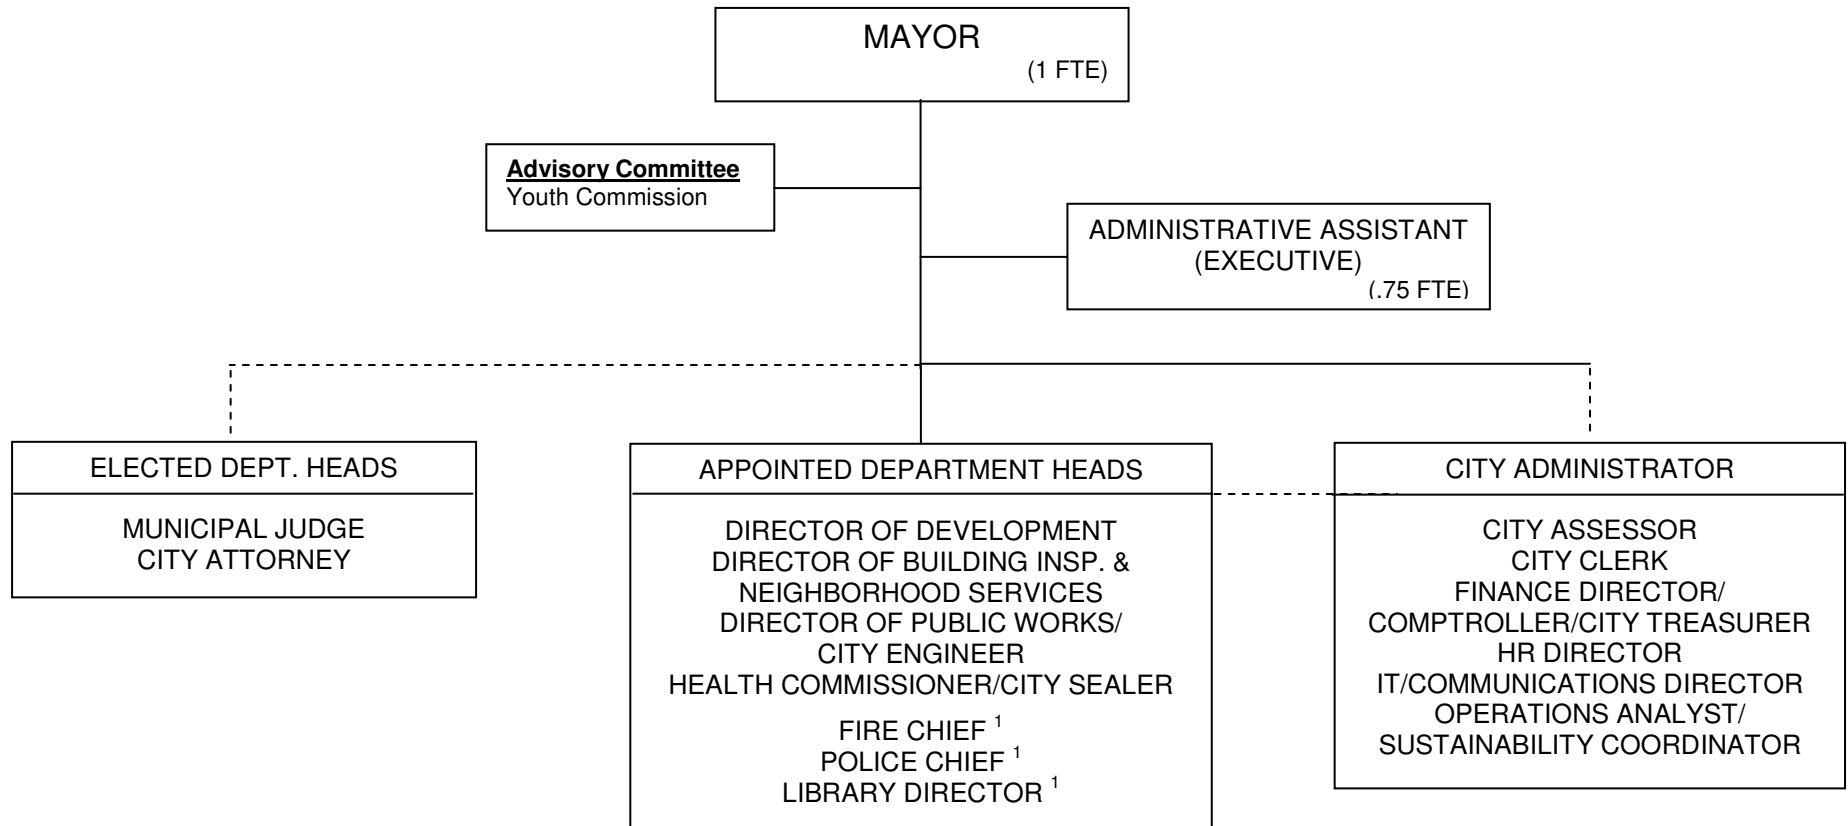 MAYOR
(1 FTE)
Advisory Committee
Youth Commission
ADMINISTRATIVE ASSISTANT
(EXECUTIVE)
(.75 FTE)
ELECTED DEPT. HEADS
MUNICIPAL JUDGE
CITY ATTORNEY
APPOINTED DEPARTMENT HEADS
DIRECTOR OF DEVELOPMENT
DIRECTOR OF BUILDING INSP. &
NEIGHBORHOOD SERVICES
DIRECTOR OF PUBLIC WORKS/
CITY ENGINEER
HEALTH COMMISSIONER/CITY SEALER
FIRE CHIEF ¹
POLICE CHIEF ¹
LIBRARY DIRECTOR ¹
CITY ADMINISTRATOR
CITY ASSESSOR
CITY CLERK
FINANCE DIRECTOR/
COMPTROLLER/CITY TREASURER
HR DIRECTOR
IT/COMMUNICATIONS DIRECTOR
OPERATIONS ANALYST/
SUSTAINABILITY COORDINATOR